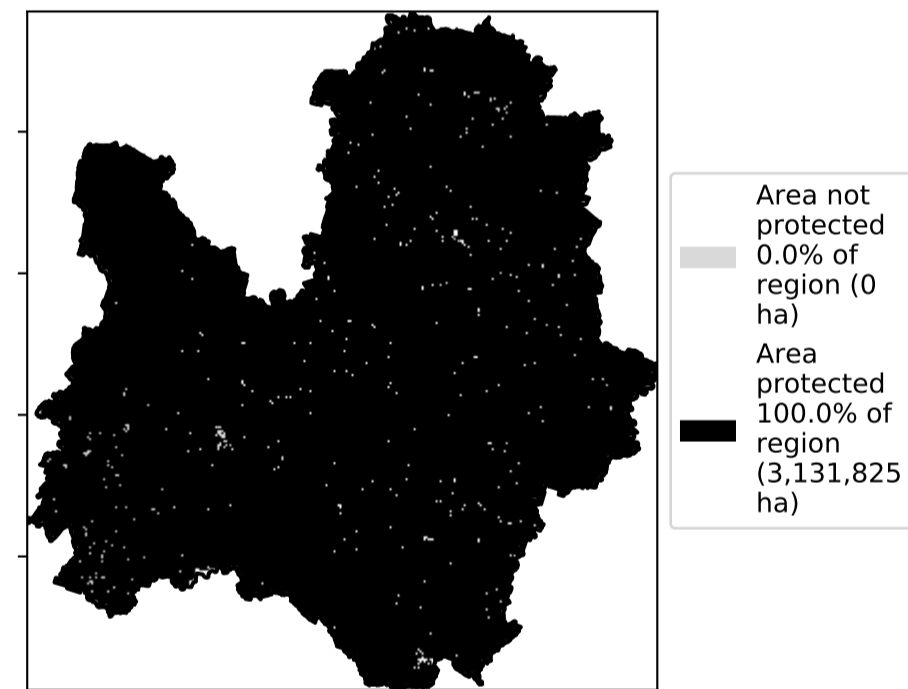 Area not
protected
0.0% of
region (0
ha)
Area
protected
100.0% of
region
(3,131,825
ha)